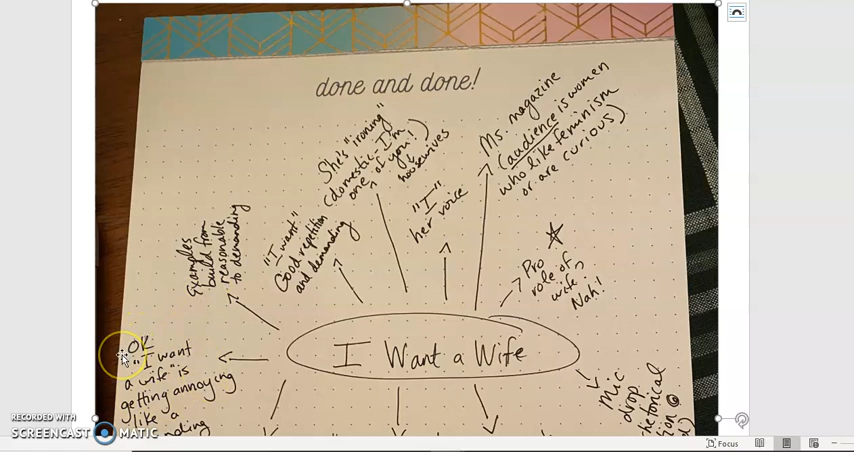 done and done!
Ms. magazine
(audience is women
who like feminism
or are curious)
She's "ironing"
(domestic. I'm
one of you!)
housewives
"I"
her voice
"I want"
Good repetition
and demanding
Examples
build from
reasonable
to demanding
Pro
role of
wife?
Nah!
I Want a Wife
OK
"I want
a wife" is
getting annoying
like a
Mic
drop
RECORDED WITH
SCREENCAST MATIC
Focus